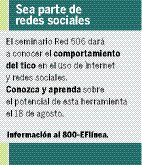 Sea parte de
redes sociales
El seminario Red 506 dará
a conocer el comportamiento
del tico en el uso de Internet
y redes sociales.
Conozca y aprenda sobre
el potencial de esta herramienta
el 18 de agosto.
Información al 800-EFlínea.